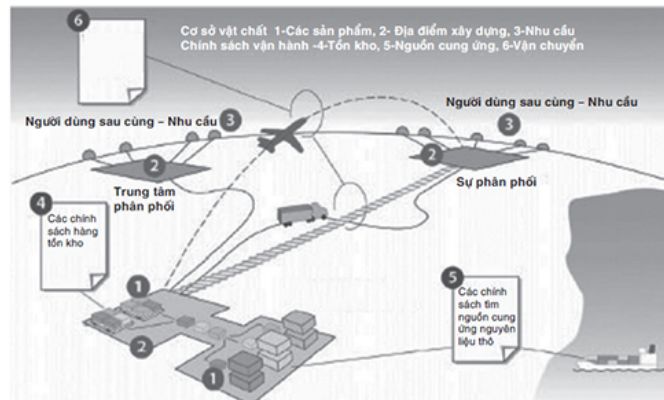 6
Cơ sở vật chất 1-Các sản phẩm, 2- Địa điểm xây dựng, 3-Nhu cầu
Chính sách vận hành -4-Tồn kho, 5-Nguồn cung ứng, 6-Vận chuyển
Người dùng sau cùng – Nhu cầu
3
Người dùng sau cùng – Nhu cầu
3
2
2
Trung tâm
phân phối
Sự phân phối
4
Các chính
sách hàng
tồn kho
5
Các chính
sách tìm
nguồn cung
ứng nguyên
liệu thô
1
2
1